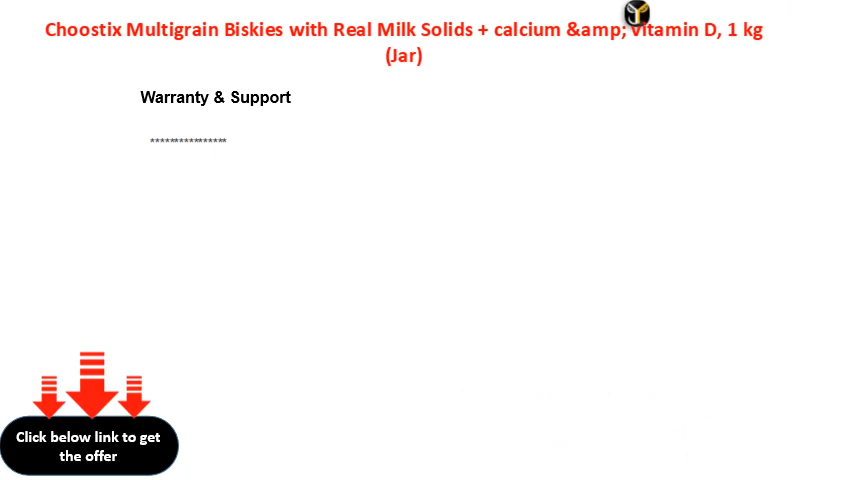 Choostix Multigrain Biskies with Real Milk Solids + calcium &amp; vitamin D, 1 kg
(Jar)
Warranty & Support
****************
Click below link to get
the offer